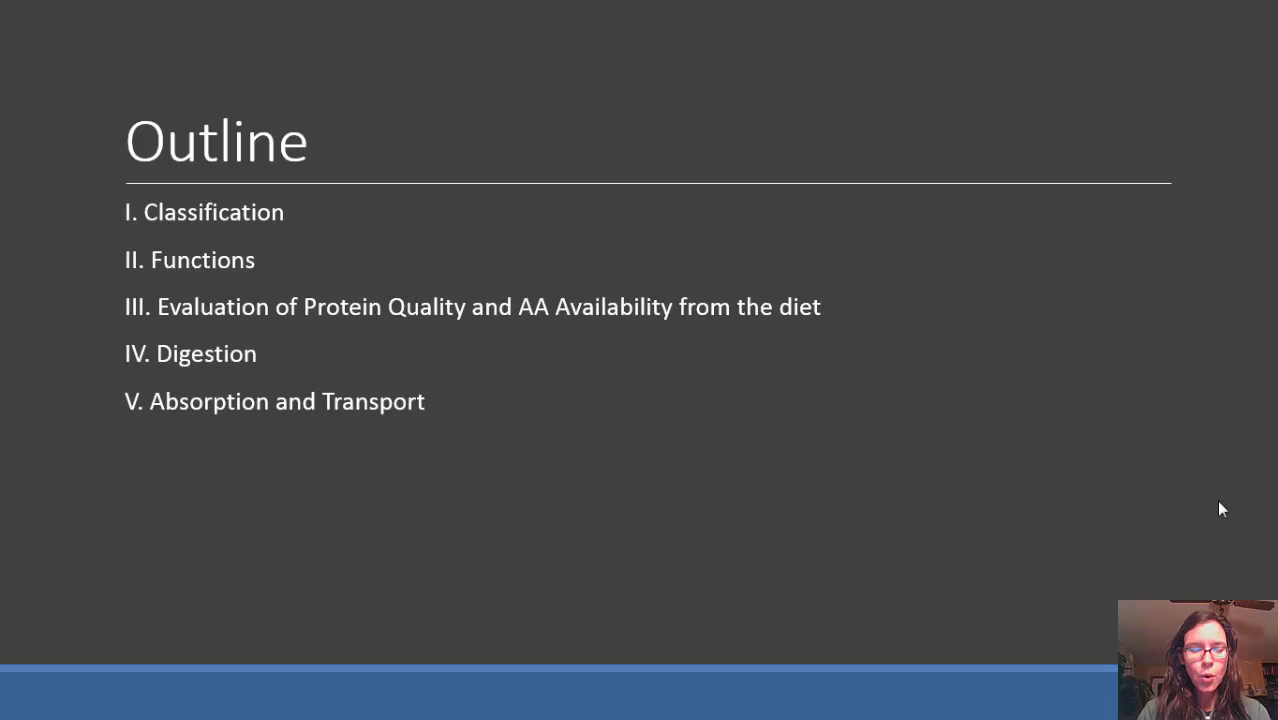 Outline
I. Classification
II. Functions
III. Evaluation of Protein Quality and AA Availability from the diet
IV. Digestion
V. Absorption and Transport